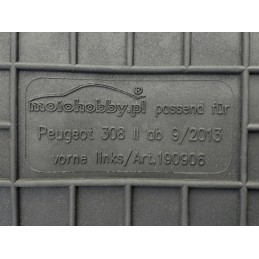 motohobby.pl® passend für
Peugeot 308 II ab 9/2013
vorne links/Art.190906